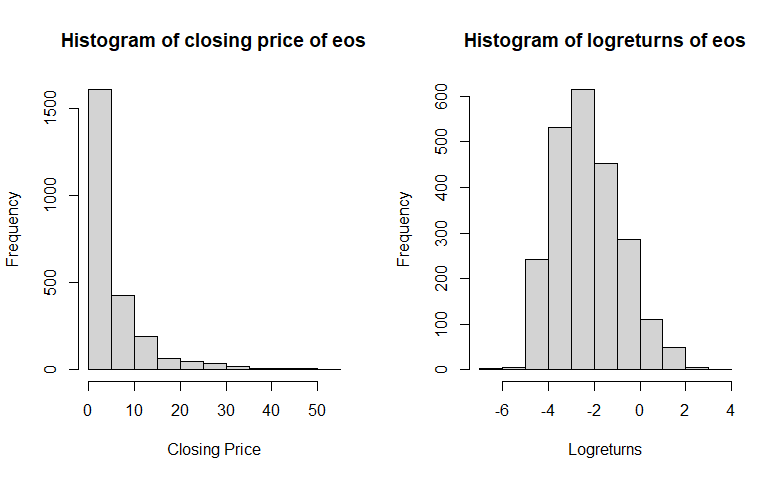 Histogram of closing price of eos
Frequency
0
500
1000
1500
0 10 20 30 40 50
Closing Price
Histogram of logreturns of eos
Frequency
0
100
200
300
400
500
600
-6 -4 -2 0 2 4
Logreturns